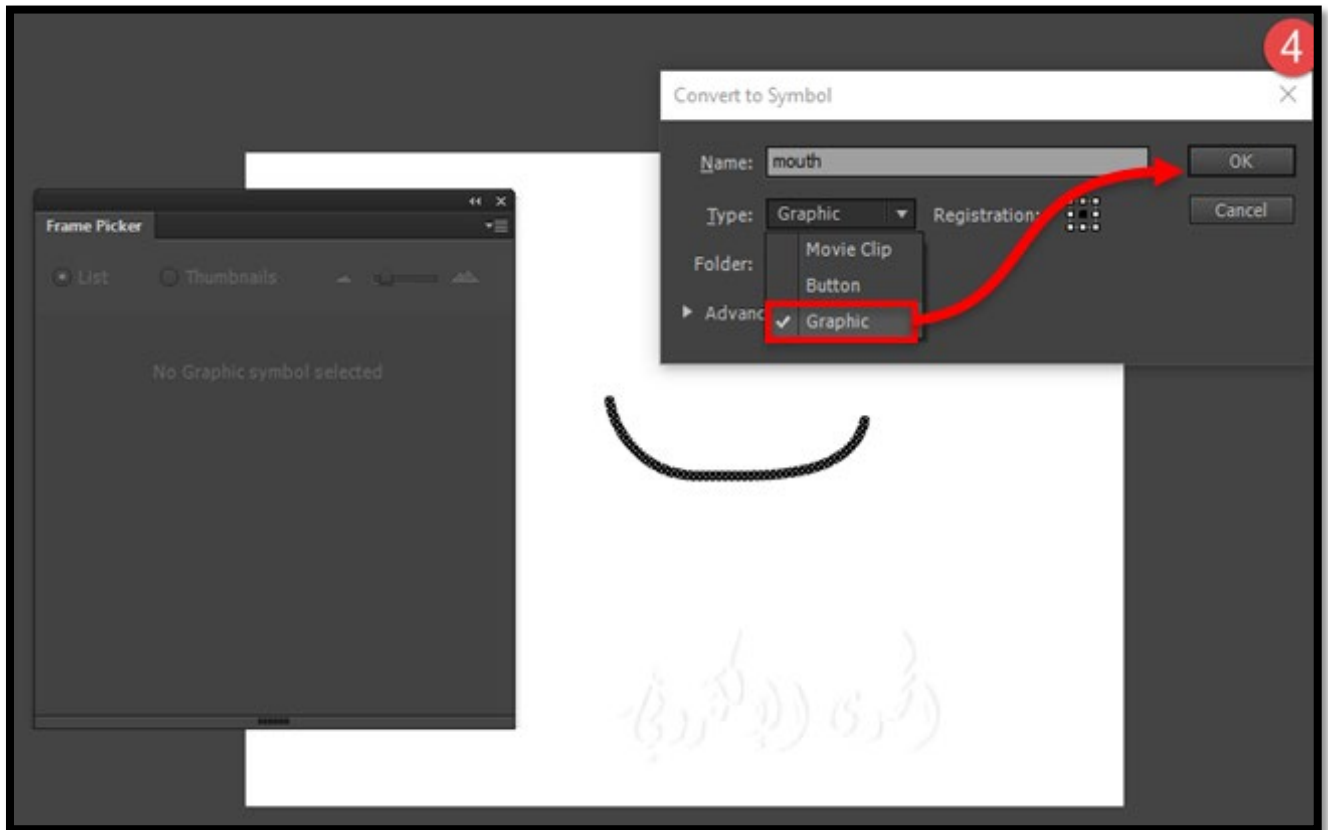 4
Convert to Symbol
Name: mouth
OK
Type: Graphic
Registration:
Cancel
Folder:
Movie Clip
Button
Advanc
Graphic
Frame Picker
List
Thumbnails
No Graphic symbol selected